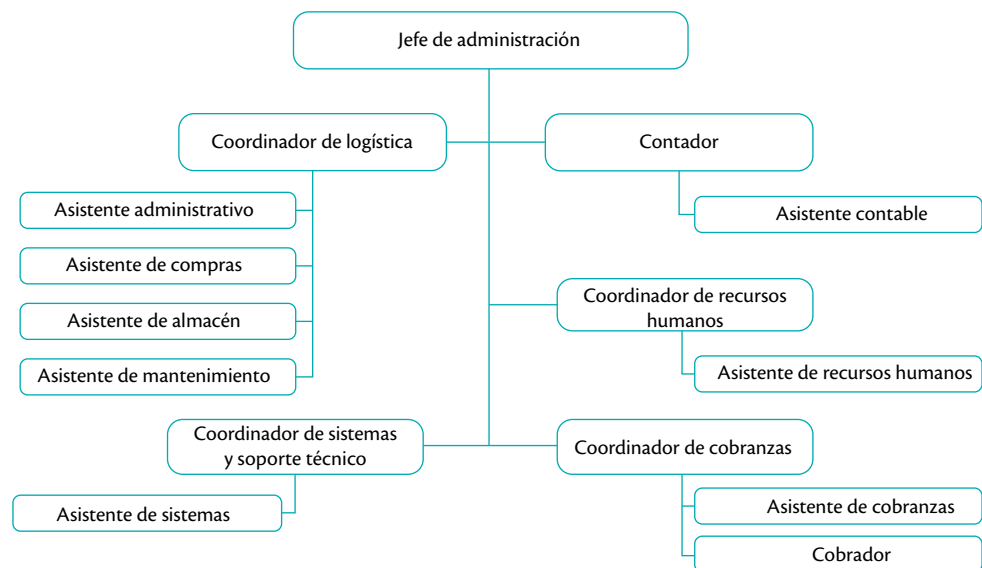 Jefe de administración
Coordinador de logística
Contador
Asistente administrativo
Asistente contable
Asistente de compras
Coordinador de recursos
humanos
Asistente de almacén
Asistente de mantenimiento
Asistente de recursos humanos
Coordinador de sistemas
y soporte técnico
Coordinador de cobranzas
Asistente de sistemas
Asistente de cobranzas
Cobrador